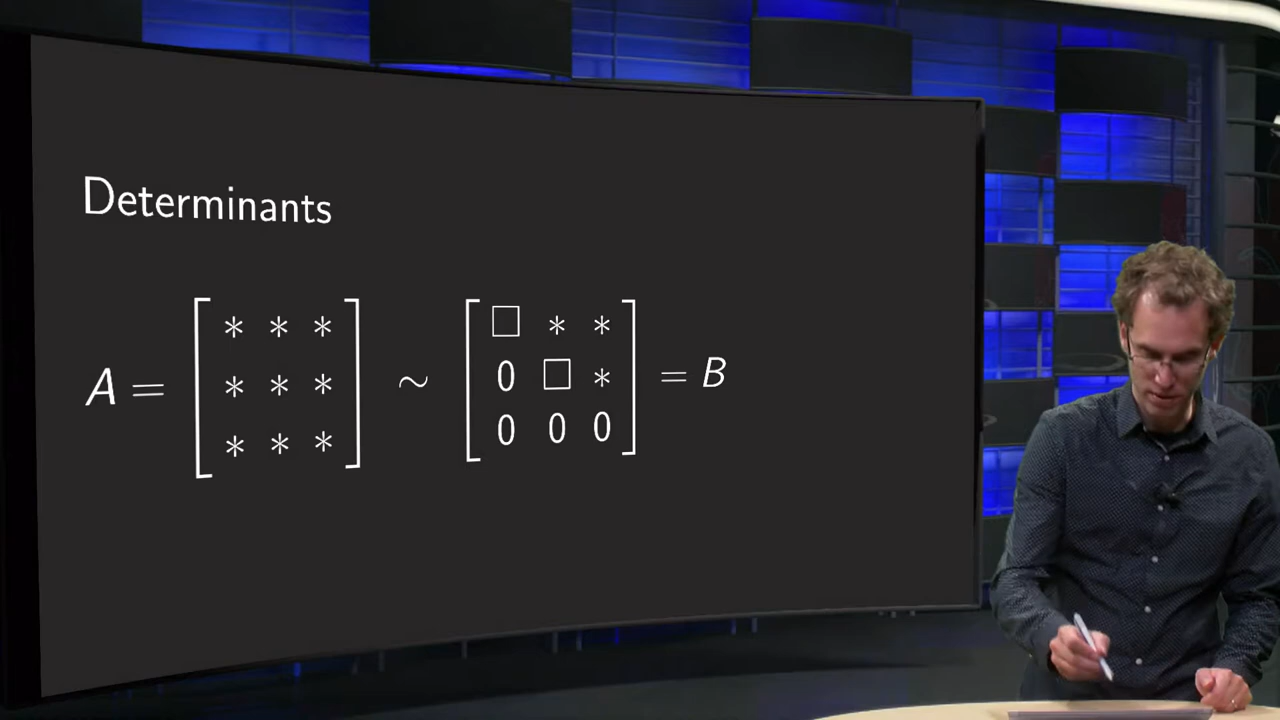 Determinants
A = [ * * * ; * * * ; * * * ] ∼ [ □ * * ; 0 □ * ; 0 0 0 ] = B